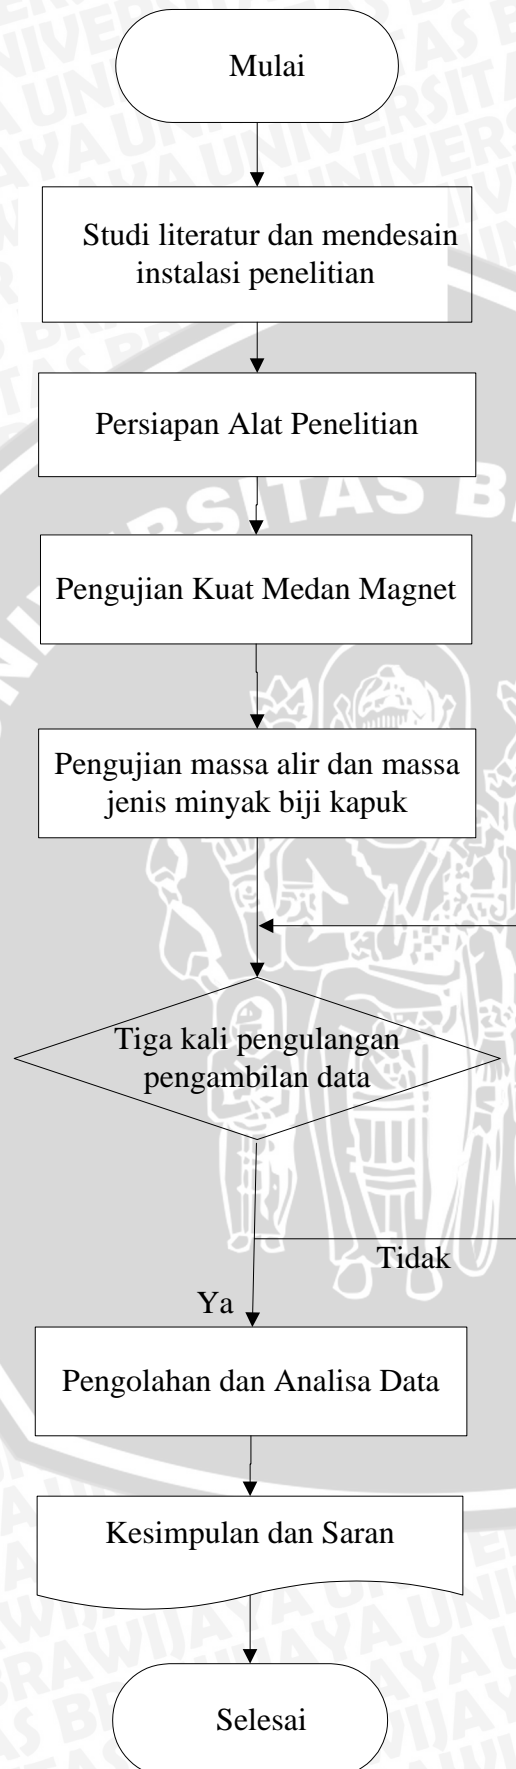 Mulai
Studi literatur dan mendesain
instalasi penelitian
Persiapan Alat Penelitian
Pengujian Kuat Medan Magnet
Pengujian massa alir dan massa
jenis minyak biji kapuk
Tiga kali pengulangan
pengambilan data
Tidak
Ya
Pengolahan dan Analisa Data
Kesimpulan dan Saran
Selesai